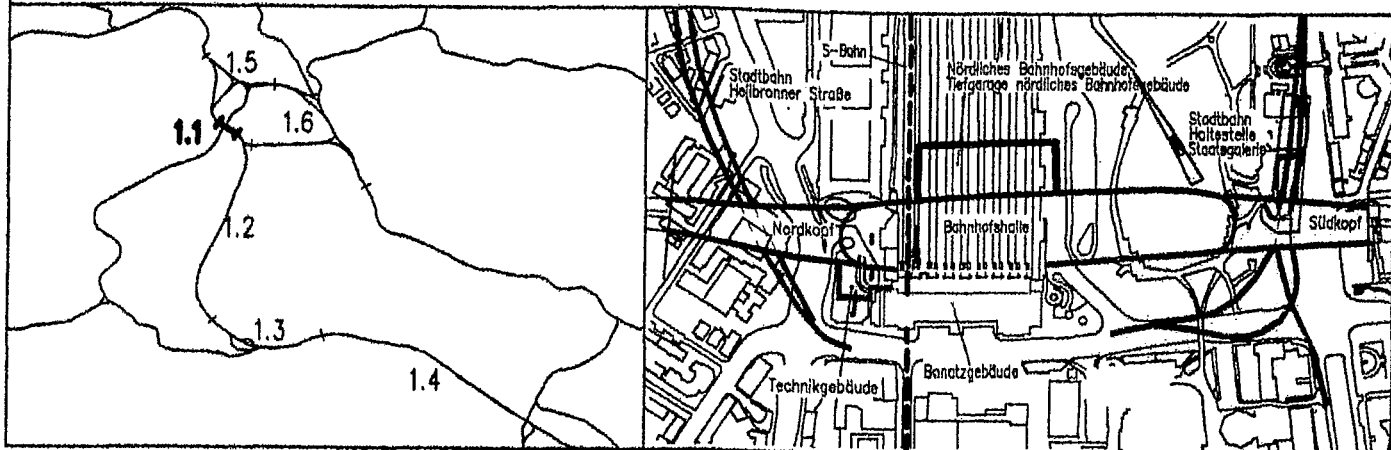 1.5
1.1
1.6
1.2
1.3
1.4
S-Bahn
Stadtbahn
Heilbronner Straße
Nördliches Bahnhofsgebäude,
Tiefgarage nördliches Bahnhofsgebäude
Stadtbahn
Haltestelle
Staatsgalerie
Nordkopf
Bahnhofshalle
Südkopf
Technikgebäude
Bonatzgebäude